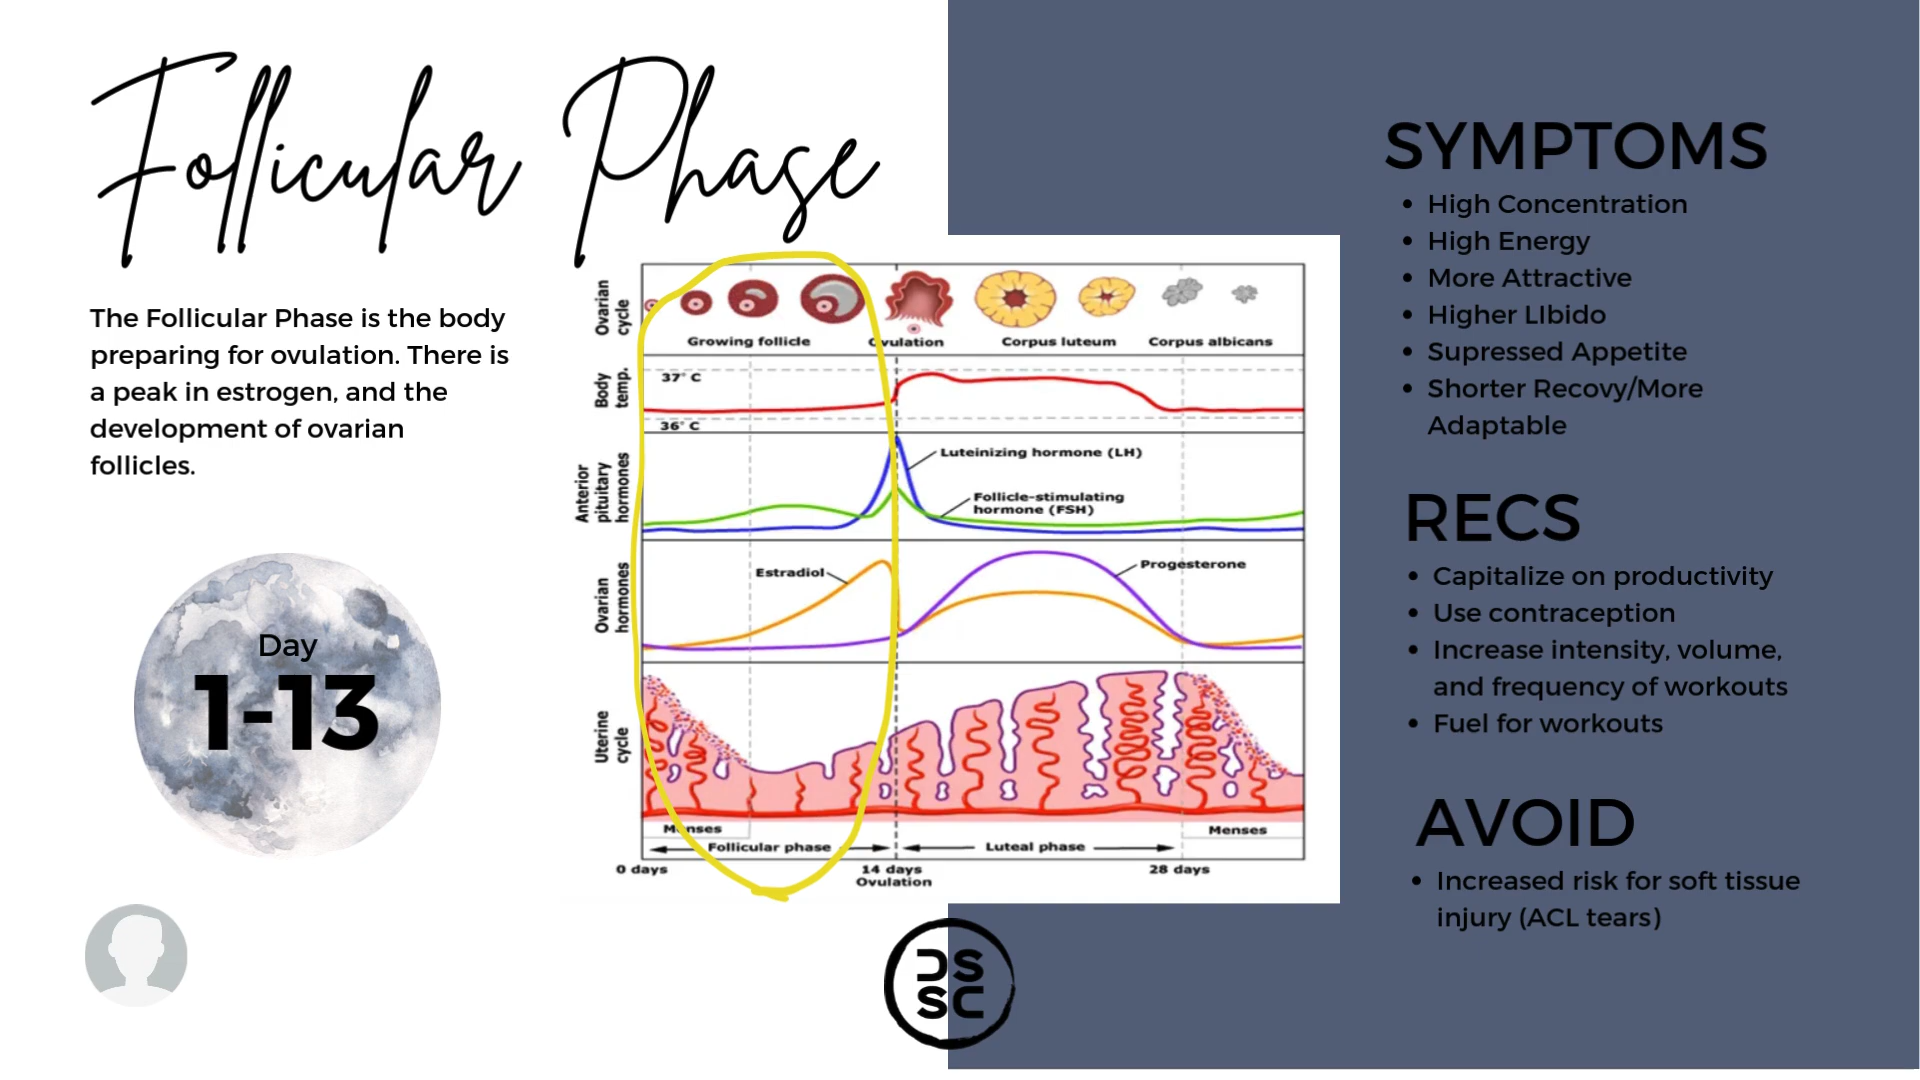 Follicular Phase
The Follicular Phase is the body
preparing for ovulation. There is
a peak in estrogen, and the
development of ovarian
follicles.
Day
1-13
Ovarian
cycle
Growing follicle
Ovulation
Corpus luteum
Corpus albicans
Body
temp.
37° C
36° C
Anterior
pituitary
hormones
Luteinizing hormone (LH)
Follicle-stimulating
hormone (FSH)
Ovarian
hormones
Estradiol
Progesterone
Uterine
cycle
Menses
Menses
Follicular phase
Luteal phase
0 days
14 days
Ovulation
28 days
DS
SC
SYMPTOMS
• High Concentration
• High Energy
• More Attractive
• Higher LIbido
• Supressed Appetite
• Shorter Recovy/More
Adaptable
RECS
• Capitalize on productivity
• Use contraception
• Increase intensity, volume,
and frequency of workouts
• Fuel for workouts
AVOID
• Increased risk for soft tissue
injury (ACL tears)